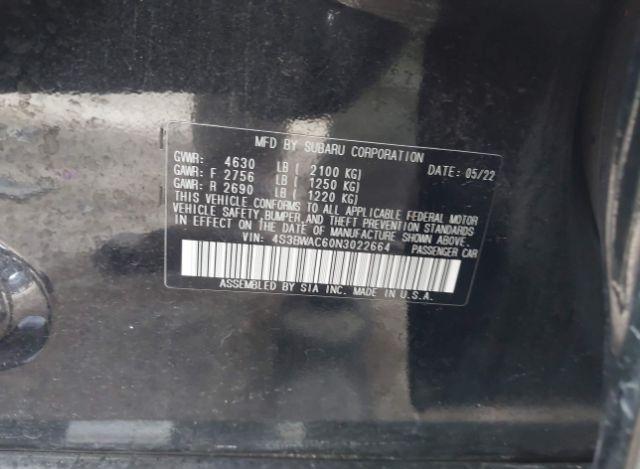 MFD BY SUBARU CORPORATION
GVWR: 4630 LB ( 2100 KG) DATE: 05/22
GAWR: F 2756 LB ( 1250 KG)
GAWR: R 2690 LB ( 1220 KG)
THIS VEHICLE CONFORMS TO ALL APPLICABLE FEDERAL MOTOR
VEHICLE SAFETY, BUMPER, AND THEFT PREVENTION STANDARDS
IN EFFECT ON THE DATE OF MANUFACTURE SHOWN ABOVE.
VIN: 4S3BWAC60N3022664 PASSENGER CAR
ASSEMBLED BY SIA INC. MADE IN U.S.A.